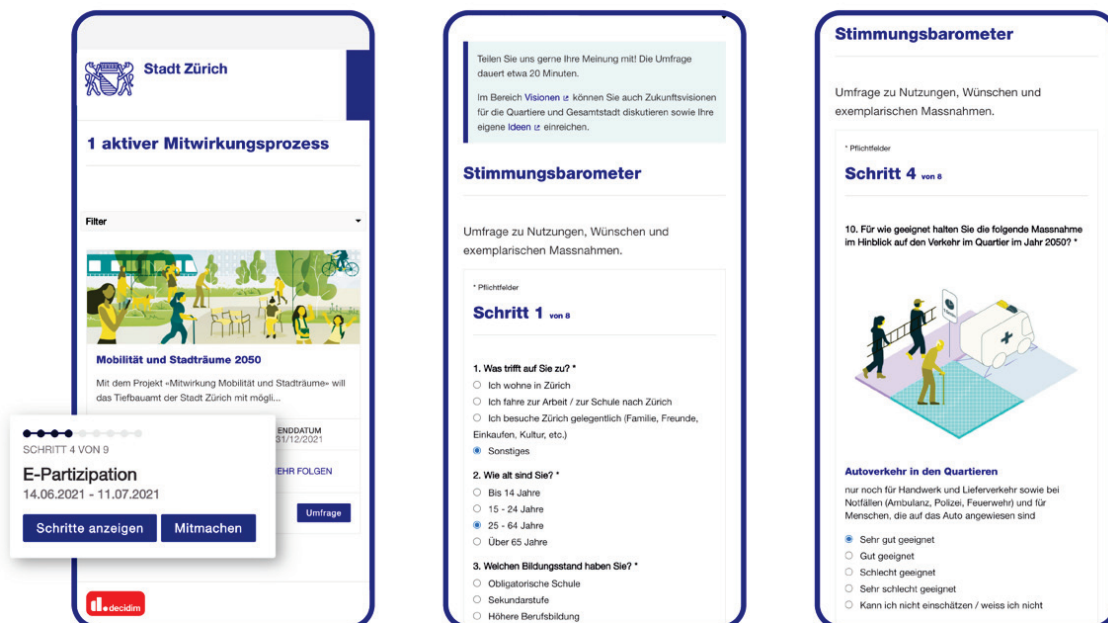 Stadt Zürich
1 aktiver Mitwirkungsprozess
Filter
Mobilität und Stadträume 2050
Mit dem Projekt «Mitwirkung Mobilität und Stadträume» will
das Tiefbauamt der Stadt Zürich mit mögli...
ENDDATUM
31/12/2021
EHR FOLGEN
Umfrage
SCHRITT 4 VON 9
E-Partizipation
14.06.2021 - 11.07.2021
Schritte anzeigen
Mitmachen
decidim
Teilen Sie uns gerne Ihre Meinung mit! Die Umfrage
dauert etwa 20 Minuten.
Im Bereich Visionen können Sie auch Zukunftsvisionen
für die Quartiere und Gesamtstadt diskutieren sowie Ihre
eigene Ideen einreichen.
Stimmungsbarometer
Umfrage zu Nutzungen, Wünschen und
exemplarischen Massnahmen.
* Pflichtfelder
Schritt 1 von 8
1. Was trifft auf Sie zu? *
Ich wohne in Zürich
Ich fahre zur Arbeit / zur Schule nach Zürich
Ich besuche Zürich gelegentlich (Familie, Freunde,
Einkaufen, Kultur, etc.)
Sonstiges
2. Wie alt sind Sie? *
Bis 14 Jahre
15 - 24 Jahre
25 - 64 Jahre
Über 65 Jahre
3. Welchen Bildungsstand haben Sie? *
Obligatorische Schule
Sekundarstufe
Höhere Berufsbildung
Stimmungsbarometer
Umfrage zu Nutzungen, Wünschen und
exemplarischen Massnahmen.
* Pflichtfelder
Schritt 4 von 8
10. Für wie geeignet halten Sie die folgende Massnahme
im Hinblick auf den Verkehr im Quartier im Jahr 2050? *
Autoverkehr in den Quartieren
nur noch für Handwerk und Lieferverkehr sowie bei
Notfällen (Ambulanz, Polizei, Feuerwehr) und für
Menschen, die auf das Auto angewiesen sind
Sehr gut geeignet
Gut geeignet
Schlecht geeignet
Sehr schlecht geeignet
Kann ich nicht einschätzen / weiss ich nicht